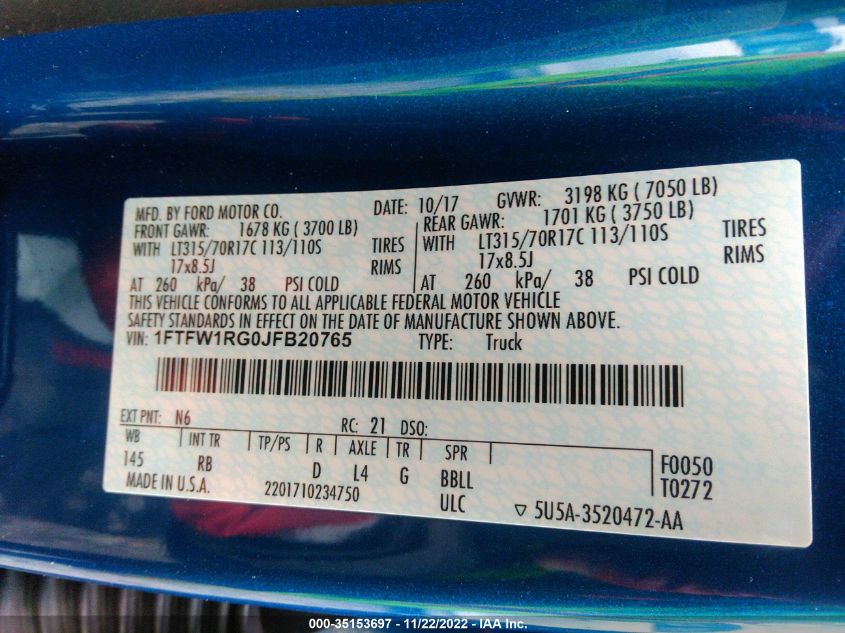 MFD. BY FORD MOTOR CO. DATE: 10/17 GVWR: 3198 KG ( 7050 LB)
FRONT GAWR: 1678 KG ( 3700 LB) REAR GAWR: 1701 KG ( 3750 LB)
WITH LT315/70R17C 113/110S TIRES WITH LT315/70R17C 113/110S TIRES
17x8.5J RIMS 17x8.5J RIMS
AT 260 kPa/ 38 PSI COLD AT 260 kPa/ 38 PSI COLD
THIS VEHICLE CONFORMS TO ALL APPLICABLE FEDERAL MOTOR VEHICLE
SAFETY STANDARDS IN EFFECT ON THE DATE OF MANUFACTURE SHOWN ABOVE.
VIN: 1FTFW1RG0JFB20765 TYPE: Truck
EXT PNT: N6 RC: 21 DSO:
WB INT TR TP/PS R AXLE TR SPR
145 RB D L4 G BBLL F0050
MADE IN U.S.A. 2201710234750 ULC T0272
▽ 5U5A-3520472-AA
000-35153697 - 11/22/2022 - IAA Inc.